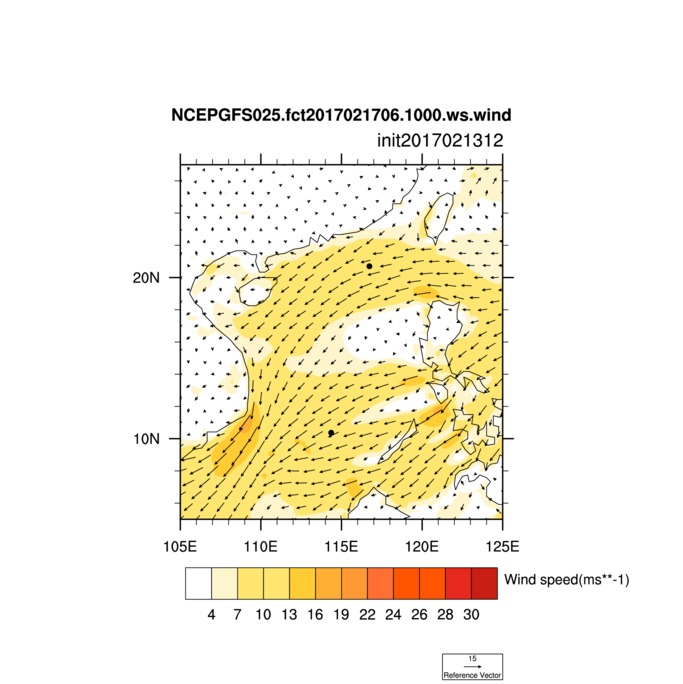 NCEPGFS025.fct2017021706.1000.ws.wind
init2017021312
20N
10N
105E 110E 115E 120E 125E
Wind speed(ms**-1)
4 7 10 13 16 19 22 24 26 28 30
15
Reference Vector